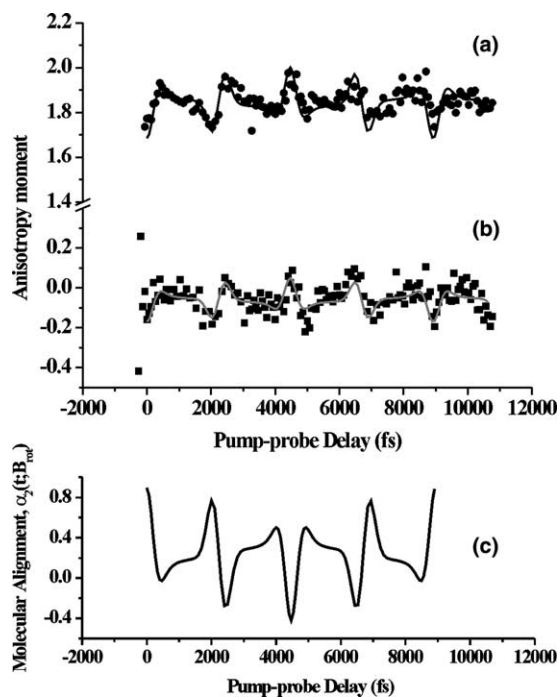 2.2
2.0
1.8
1.6
1.4
0.2
0.0
-0.2
-0.4
Anisotropy moment
(a)
(b)
-2000 0 2000 4000 6000 8000 10000 12000
Pump-probe Delay (fs)
Molecular Alignment, α2(t;Brot)
0.8
0.4
0.0
-0.4
(c)
-2000 0 2000 4000 6000 8000 10000 12000
Pump-probe Delay (fs)